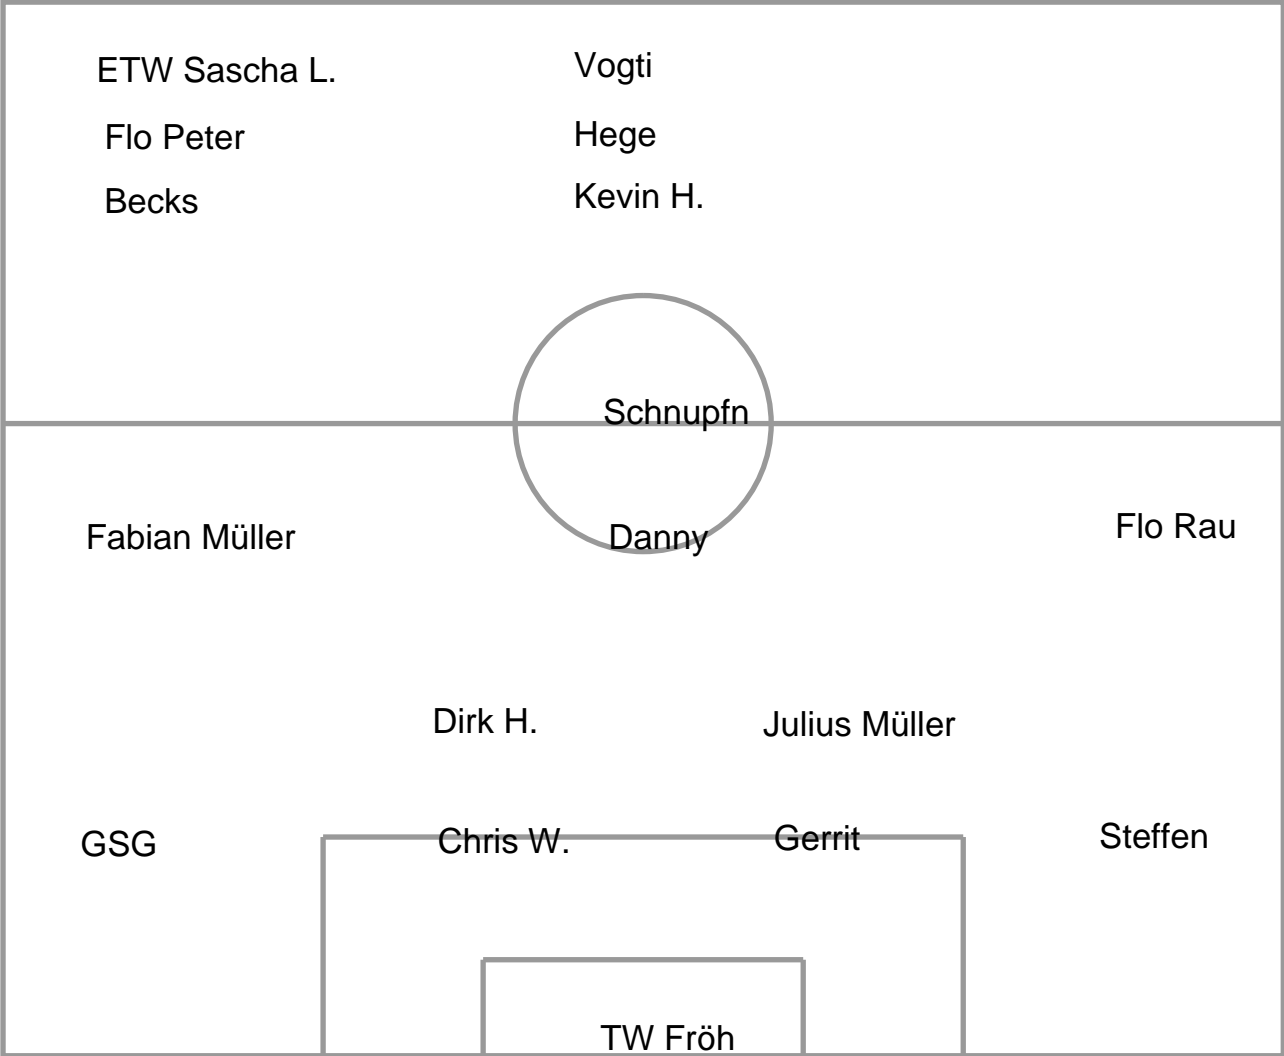 ETW Sascha L.
Flo Peter
Becks
Vogti
Hege
Kevin H.
Schnupfn
Fabian Müller
Danny
Flo Rau
Dirk H.
Julius Müller
GSG
Chris W.
Gerrit
Steffen
TW Fröh